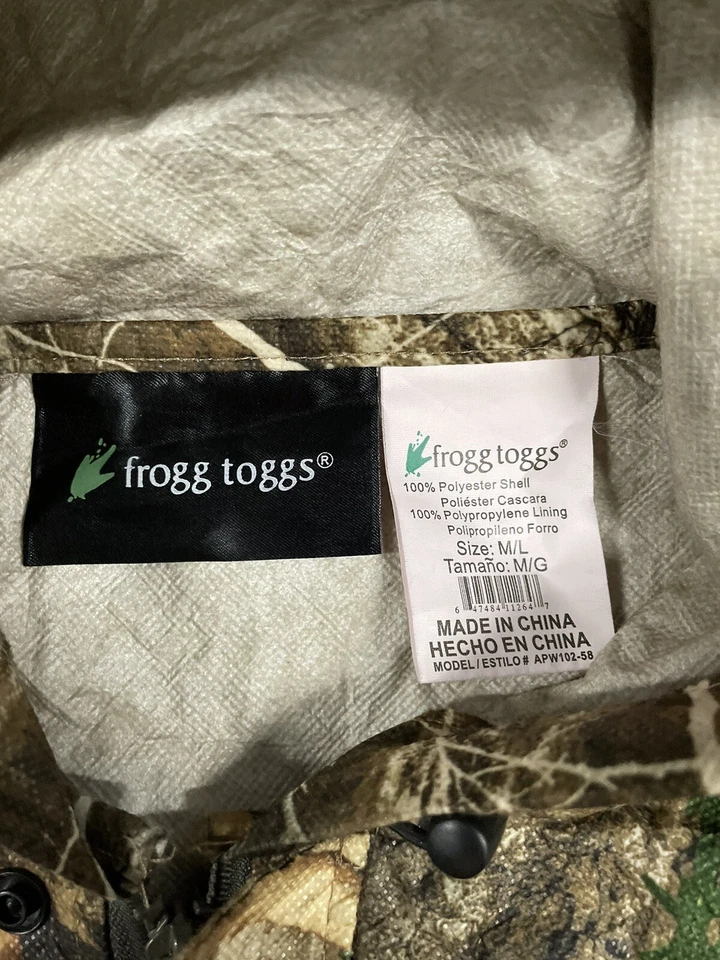 frogg toggs®
frogg toggs®
100% Polyester Shell
Poliéster Cascara
100% Polypropylene Lining
Polipropileno Forro
Size: M/L
Tamaño: M/G
6 47484 11264 7
MADE IN CHINA
HECHO EN CHINA
MODEL / ESTILO # APW102-58